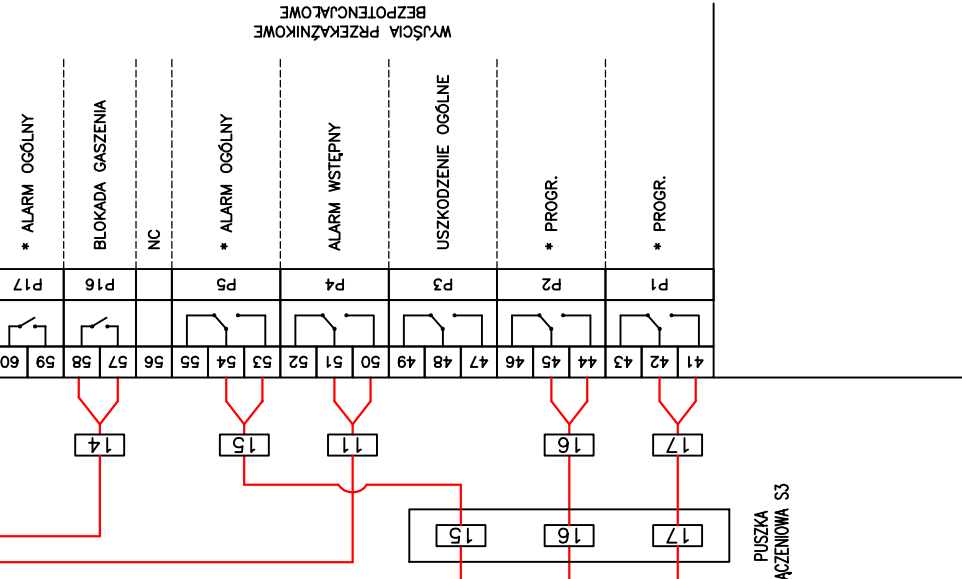 WYJŚCIA PRZEKAŹNIKOWE
BEZPOTENCJAŁOWE
* ALARM OGÓLNY
BLOKADA GASZENIA
NC
* ALARM OGÓLNY
ALARM WSTĘPNY
USZKODZENIE OGÓLNE
* PROGR.
* PROGR.
P17 P16 P5 P4 P3 P2 P1
60 59 58 57 56 55 54 53 52 51 50 49 48 47 46 45 44 43 42 41
14 15 11 16 17
15 16 17
PUSZKA
ĄCZENIOWA S3